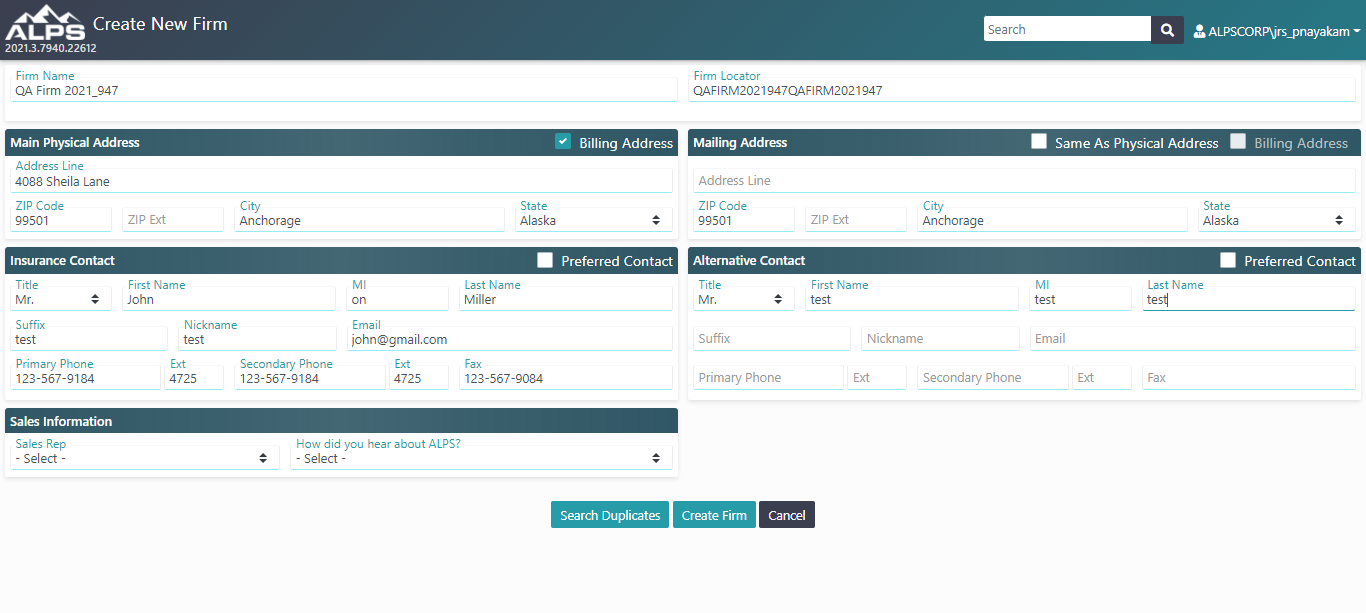 ALPS Create New Firm
2021.3.7940.22612
Search
ALPSCORP\jrs_pnayakam
Firm Name
QA Firm 2021_947
Firm Locator
QAFIRM2021947QAFIRM2021947
Main Physical Address Billing Address
Address Line
4088 Sheila Lane
ZIP Code City State
99501 ZIP Ext Anchorage Alaska
Mailing Address Same As Physical Address Billing Address
Address Line
ZIP Code City State
99501 ZIP Ext Anchorage Alaska
Insurance Contact Preferred Contact
Title First Name MI Last Name
Mr. John on Miller
Suffix Nickname Email
test test john@gmail.com
Primary Phone Ext Secondary Phone Ext Fax
123-567-9184 4725 123-567-9184 4725 123-567-9084
Alternative Contact Preferred Contact
Title First Name MI Last Name
Mr. test test test
Suffix Nickname Email
Primary Phone Ext Secondary Phone Ext Fax
Sales Information
Sales Rep How did you hear about ALPS?
- Select - - Select -
Search Duplicates Create Firm Cancel